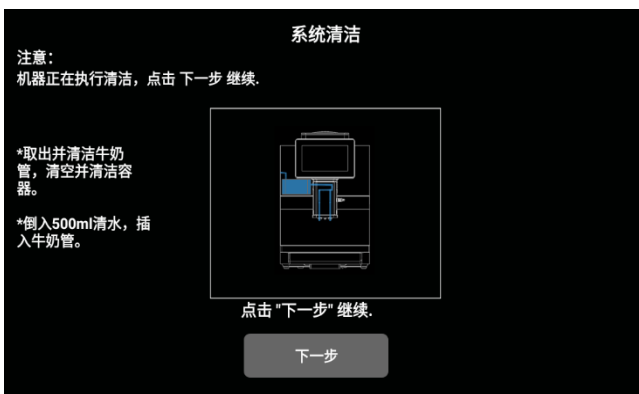 系统清洁
注意：
机器正在执行清洁，点击 下一步 继续.
*取出并清洁牛奶
管，清空并清洁容
器。
*倒入500ml清水，插
入牛奶管。
点击 "下一步" 继续.
下一步